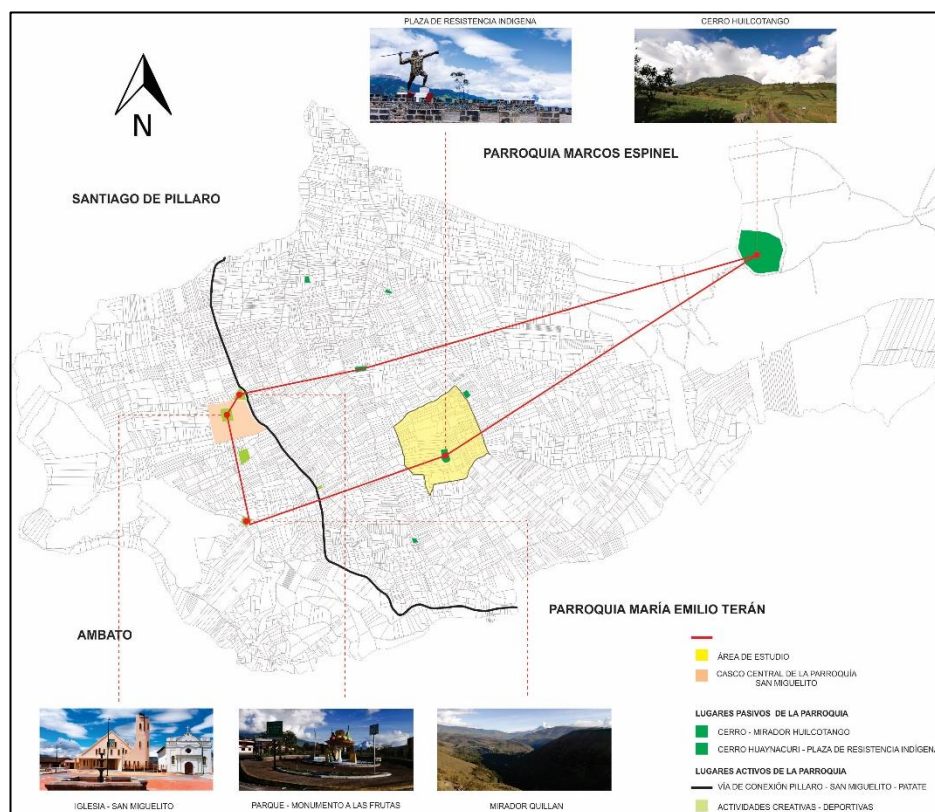 PLAZA DE RESISTENCIA INDIGENA
CERRO HUILCOTANGO
N
PARROQUIA MARCOS ESPINEL
SANTIAGO DE PILLARO
PARROQUIA MARÍA EMILIO TERÁN
AMBATO
ÁREA DE ESTUDIO
CASCO CENTRAL DE LA PARROQUÍA
SAN MIGUELITO
LUGARES PASIVOS DE LA PARROQUIA
CERRO - MIRADOR HUILCOTANGO
CERRO HUAYNACURI - PLAZA DE RESISTENCIA INDÍGENA
LUGARES ACTIVOS DE LA PARROQUIA
VÍA DE CONEXIÓN PILLARO - SAN MIGUELITO - PATATE
ACTIVIDADES CREATIVAS - DEPORTIVAS
IGLESIA - SAN MIGUELITO
PARQUE - MONUMENTO A LAS FRUTAS
MIRADOR QUILLAN